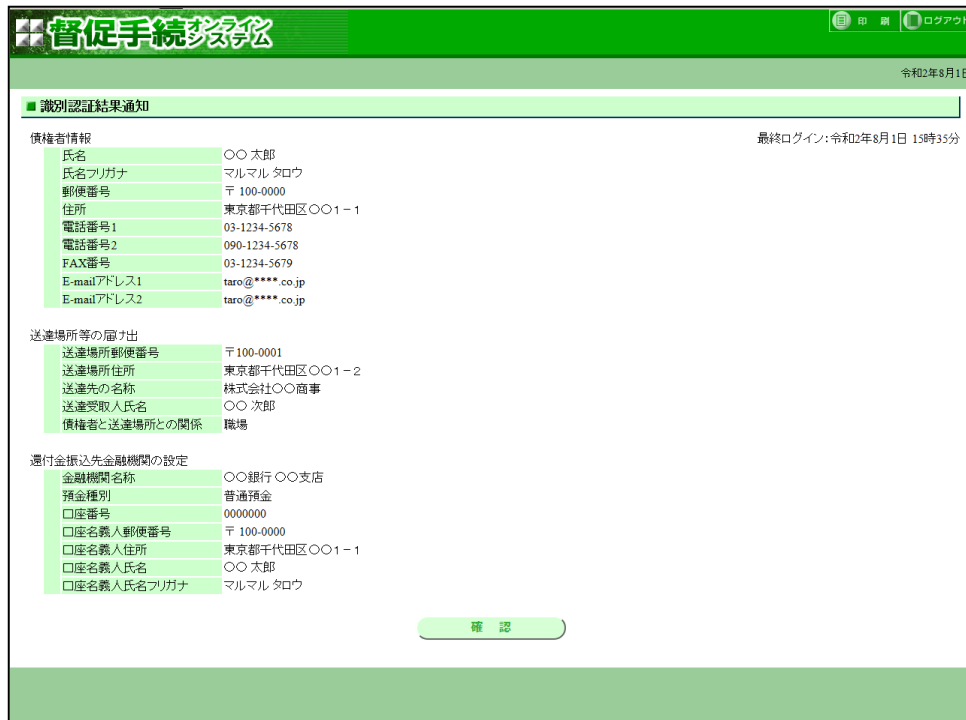 督促手続オンラインシステム
印 刷 ログアウト
令和2年8月1日
識別認証結果通知
債権者情報 最終ログイン：令和2年8月1日 15時35分
氏名 ○○ 太郎
氏名フリガナ マルマル タロウ
郵便番号 〒 100-0000
住所 東京都千代田区○○1－1
電話番号1 03-1234-5678
電話番号2 090-1234-5678
FAX番号 03-1234-5679
E-mailアドレス1 taro@****.co.jp
E-mailアドレス2 taro@****.co.jp
送達場所等の届け出
送達場所郵便番号 〒100-0001
送達場所住所 東京都千代田区○○1－2
送達先の名称 株式会社○○商事
送達受取人氏名 ○○ 次郎
債権者と送達場所との関係 職場
還付金振込先金融機関の設定
金融機関名称 ○○銀行 ○○支店
預金種別 普通預金
口座番号 0000000
口座名義人郵便番号 〒 100-0000
口座名義人住所 東京都千代田区○○1－1
口座名義人氏名 ○○ 太郎
口座名義人氏名フリガナ マルマル タロウ
確 認